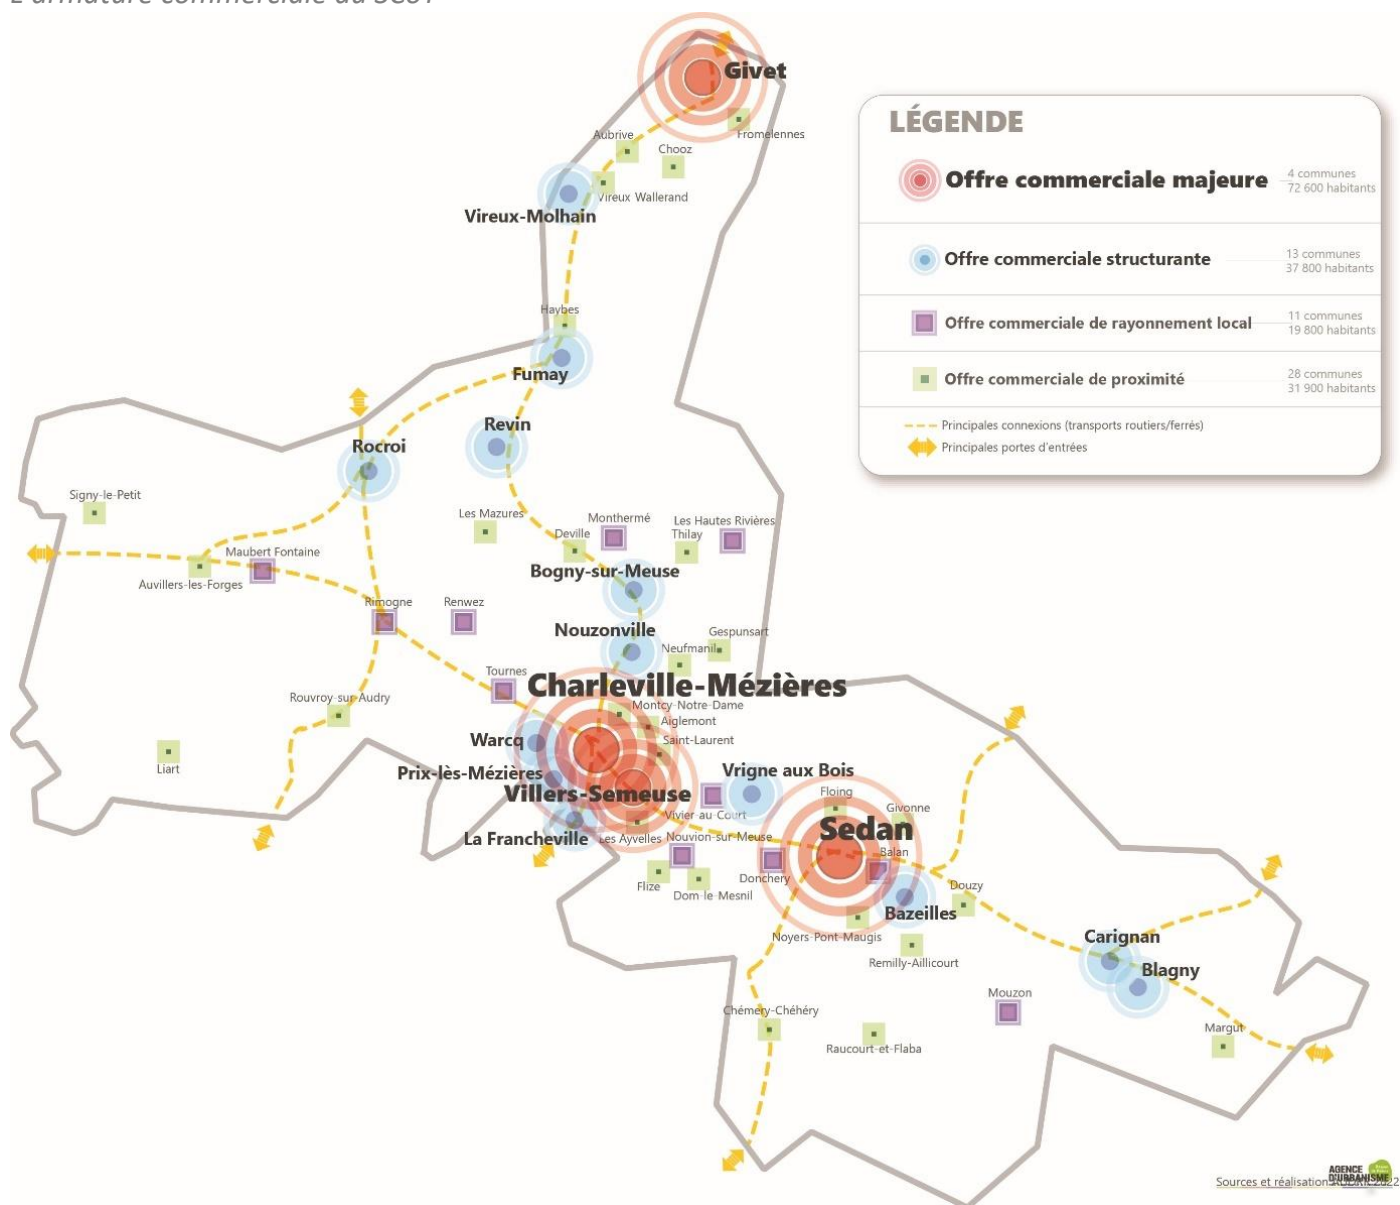 L'armature commerciale du SCoT
Givet
Fromelennes
Aubrive
Chooz
Vireux Wallerand
Vireux-Molhain
LÉGENDE
Offre commerciale majeure
4 communes
72 600 habitants
Offre commerciale structurante
13 communes
37 800 habitants
Offre commerciale de rayonnement local
11 communes
19 800 habitants
Offre commerciale de proximité
28 communes
31 900 habitants
Principales connexions (transports routiers/ferrés)
Principales portes d'entrées
Haybes
Fumay
Revin
Rocroi
Signy-le-Petit
Les Mazures
Monthermé
Les Hautes Rivières
Deville
Thilay
Maubert Fontaine
Auvillers-les-Forges
Bogny-sur-Meuse
Rimogne
Renwez
Nouzonville
Gespunsart
Neufmanil
Tournes
Charleville-Mézières
Rouvroy-sur-Audry
Montcy-Notre-Dame
Aiglemont
Saint-Laurent
Warcq
Liart
Prix-lès-Mézières
Vrigne aux Bois
Villers-Semeuse
Floing
Givonne
Vivier-au-Court
Sedan
La Francheville
Les Ayvelles
Nouvion-sur-Meuse
Balan
Flize
Donchery
Dom-le-Mesnil
Douzy
Bazeilles
Noyers-Pont-Maugis
Remilly-Aillicourt
Carignan
Blagny
Mouzon
Chémery-Chéhéry
Raucourt-et-Flaba
Margut
AGENCE
D'URBANISME
Sources et réalisation
2022